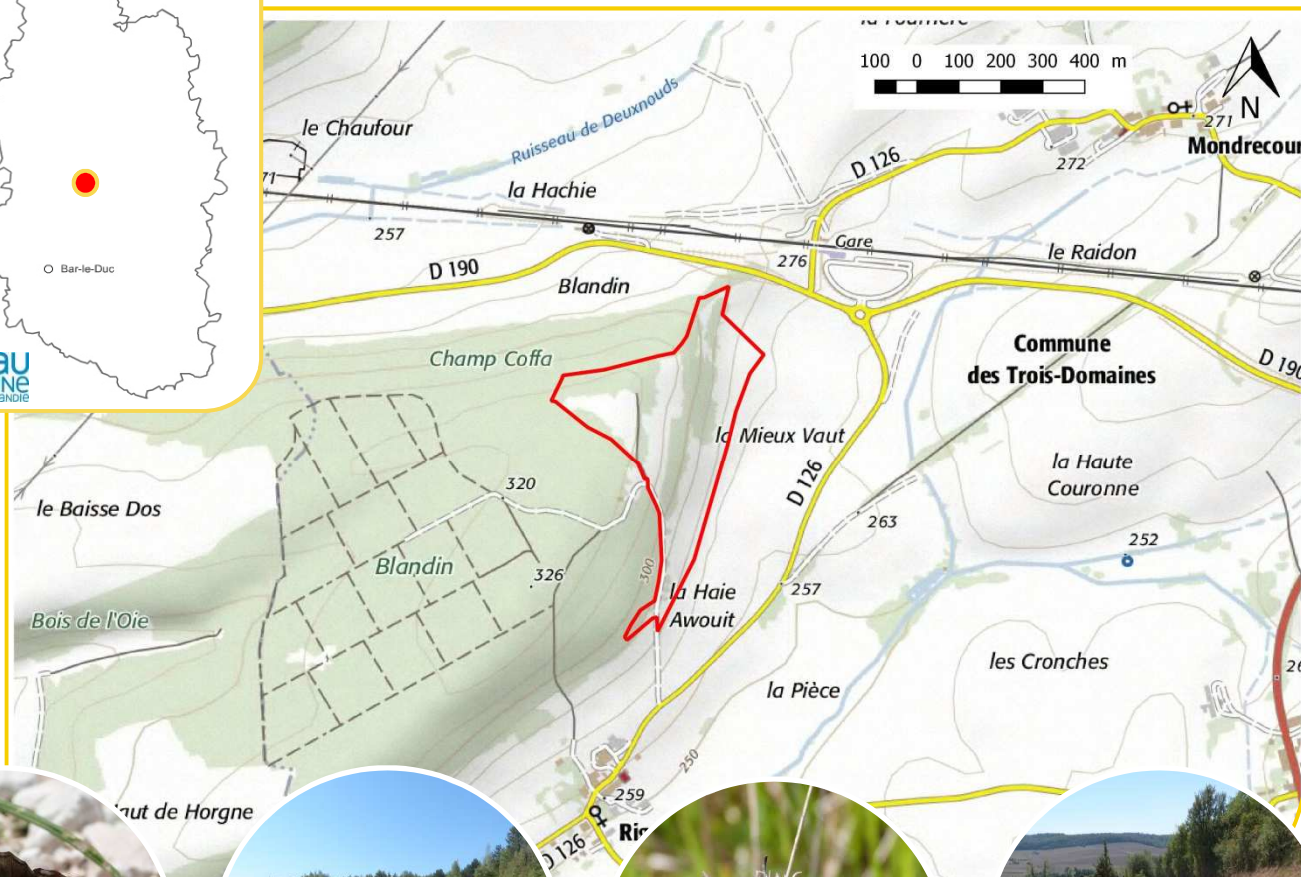 Bar-le-Duc
100 0 100 200 300 400 m
N
271
Mondrecour
272
D 126
le Chaufour
Ruisseau de Deuxnouds
la Hachie
71
257
D 190
Gare
276
le Raidon
Blandin
Commune
des Trois-Domaines
D 190
Champ Coffa
la Mieux Vaut
D 126
la Haute
Couronne
320
le Baisse Dos
263
252
Blandin
326
300
257
la Haie
Awouit
Bois de l'Oie
les Cronches
26
la Pièce
250
259
aut de Horgne
D 126